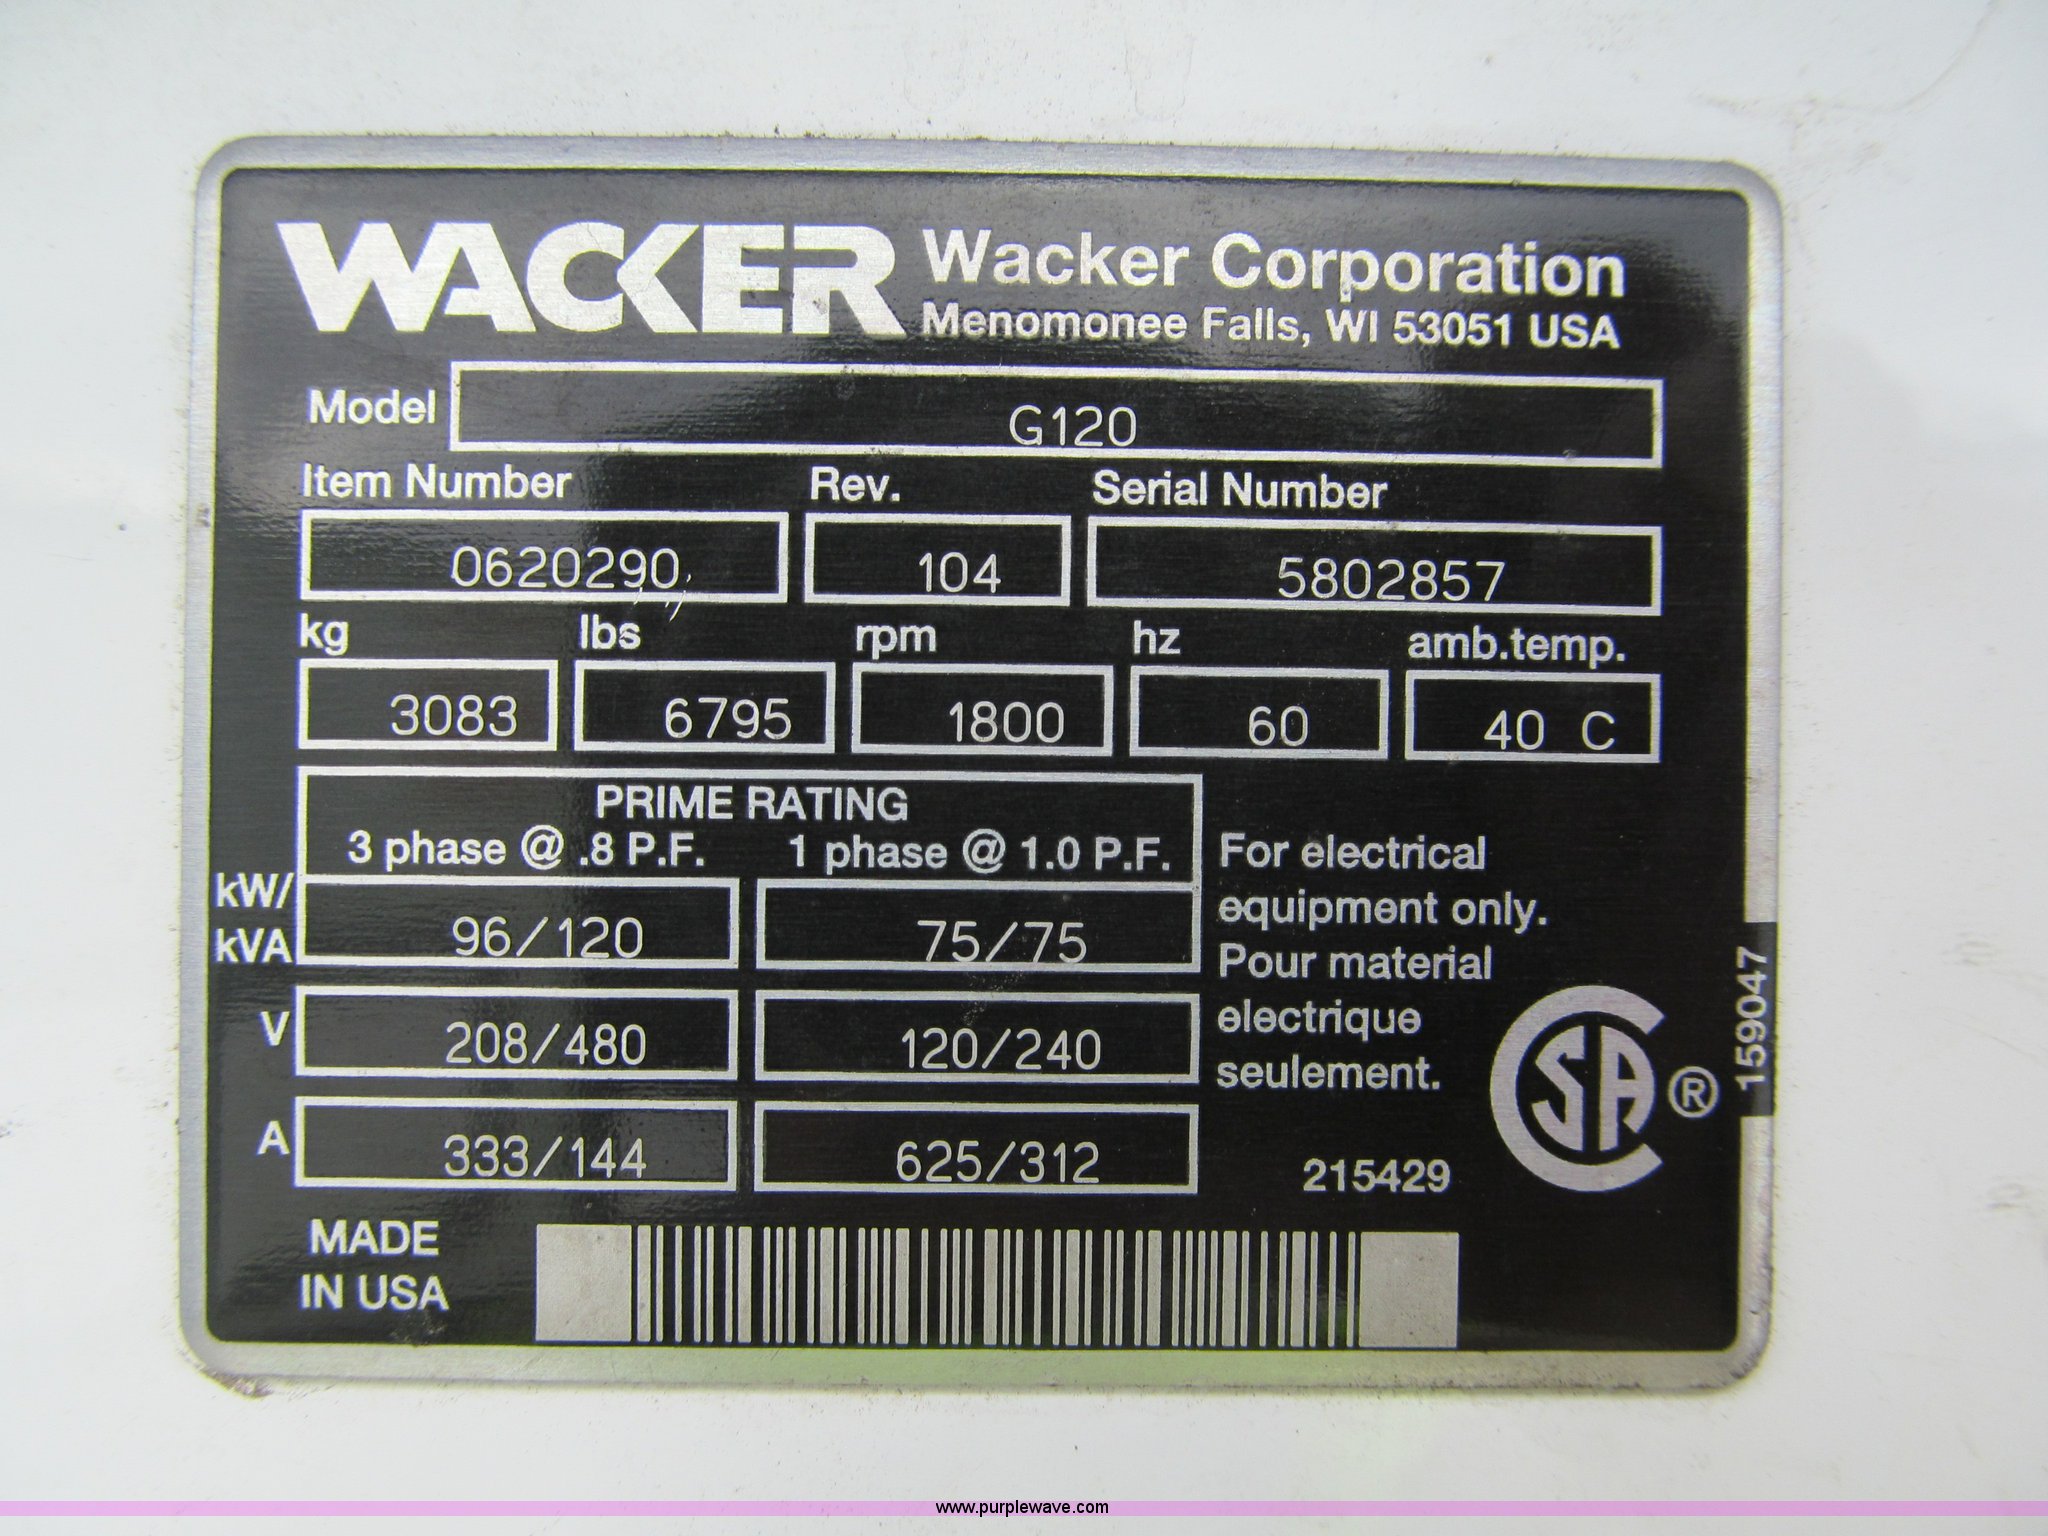 WACKER Wacker Corporation
Menomonee Falls, WI 53051 USA
Model G120
Item Number Rev. Serial Number
0620290 104 5802857
kg lbs rpm hz amb.temp.
3083 6795 1800 60 40 C
PRIME RATING
3 phase @ .8 P.F. 1 phase @ 1.0 P.F.
kW/
kVA 96/120 75/75
V 208/480 120/240
A 333/144 625/312
For electrical
equipment only.
Pour material
electrique
seulement.
CSA ®
159047
215429
MADE
IN USA
www.purplewave.com